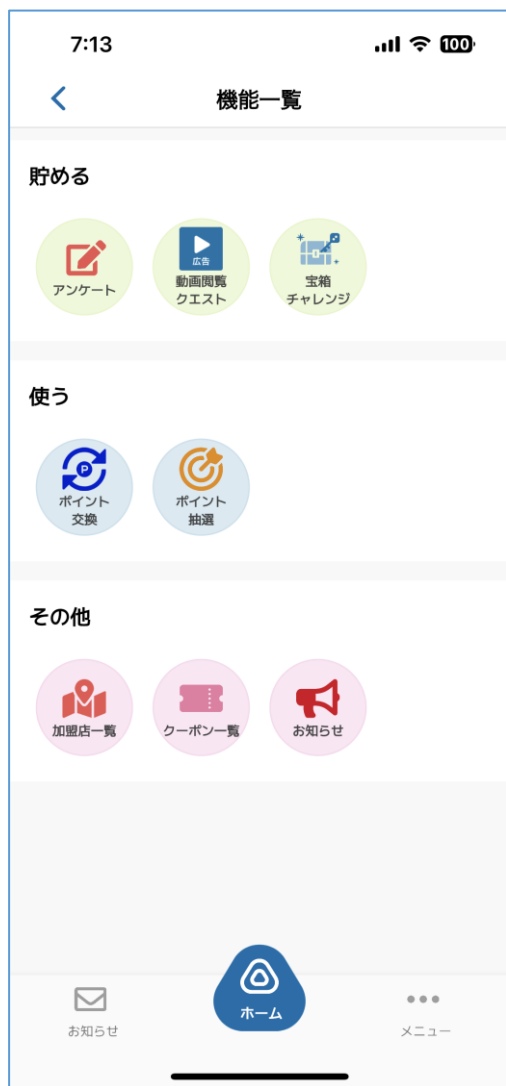 7:13
100
機能一覧
貯める
アンケート
広告
動画閲覧
クエスト
宝箱
チャレンジ
使う
P
ポイント
交換
ポイント
抽選
その他
加盟店一覧
クーポン一覧
お知らせ
お知らせ
ホーム
メニュー